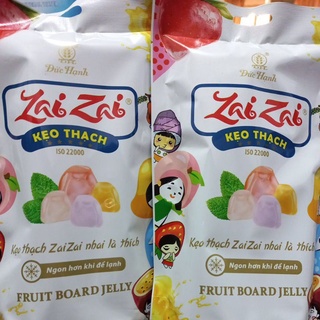 Đức Hạnh
Zai Zai®
KẸO THẠCH
ISO 22000
Kẹo thạch ZaiZai nhai là thích
Ngon hơn khi để lạnh
FRUIT BOARD JELLY
Đức Hạnh
Zai Zai®
KẸO THẠCH
ISO 22000
Kẹo thạch ZaiZai nhai là thích
Ngon hơn khi để lạnh
FRUIT BOARD JELLY